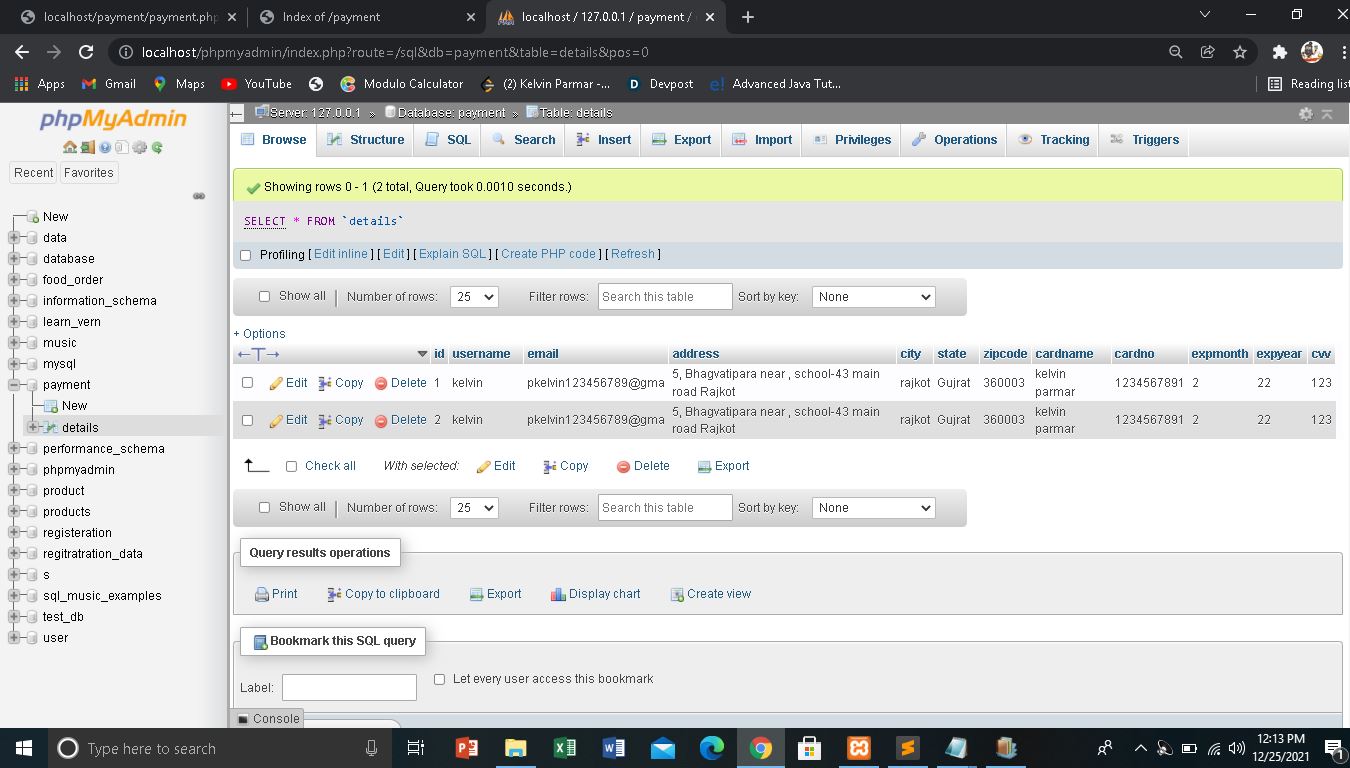 localhost/payment/payment.php
Index of /payment
localhost / 127.0.0.1 / payment /
localhost/phpmyadmin/index.php?route=/sql&db=payment&table=details&pos=0
Apps
Gmail
Maps
YouTube
Modulo Calculator
(2) Kelvin Parmar -...
Devpost
Advanced Java Tut...
Reading list
phpMyAdmin
Recent
Favorites
New
data
database
food_order
information_schema
learn_vern
music
mysql
payment
New
details
performance_schema
phpmyadmin
product
products
registeration
regitratration_data
s
sql_music_examples
test_db
user
Server: 127.0.0.1 » Database: payment » Table: details
Browse Structure SQL Search Insert Export Import Privileges Operations Tracking Triggers
Showing rows 0 - 1 (2 total, Query took 0.0010 seconds.)
SELECT * FROM `details`
Profiling [ Edit inline ] [ Edit ] [ Explain SQL ] [ Create PHP code ] [ Refresh ]
Show all | Number of rows: 25 Filter rows: Search this table Sort by key: None
+ Options
←T→ id username email address city state zipcode cardname cardno expmonth expyear cvv
Edit Copy Delete 1 kelvin pkelvin123456789@gma 5, Bhagvatipara near , school-43 main rajkot Gujrat 360003 kelvin 1234567891 2 22 123
road Rajkot parmar
Edit Copy Delete 2 kelvin pkelvin123456789@gma 5, Bhagvatipara near , school-43 main rajkot Gujrat 360003 kelvin 1234567891 2 22 123
road Rajkot parmar
Check all With selected: Edit Copy Delete Export
Show all | Number of rows: 25 Filter rows: Search this table Sort by key: None
Query results operations
Print Copy to clipboard Export Display chart Create view
Bookmark this SQL query
Label: Let every user access this bookmark
Console
Type here to search
12:13 PM
12/25/2021
1